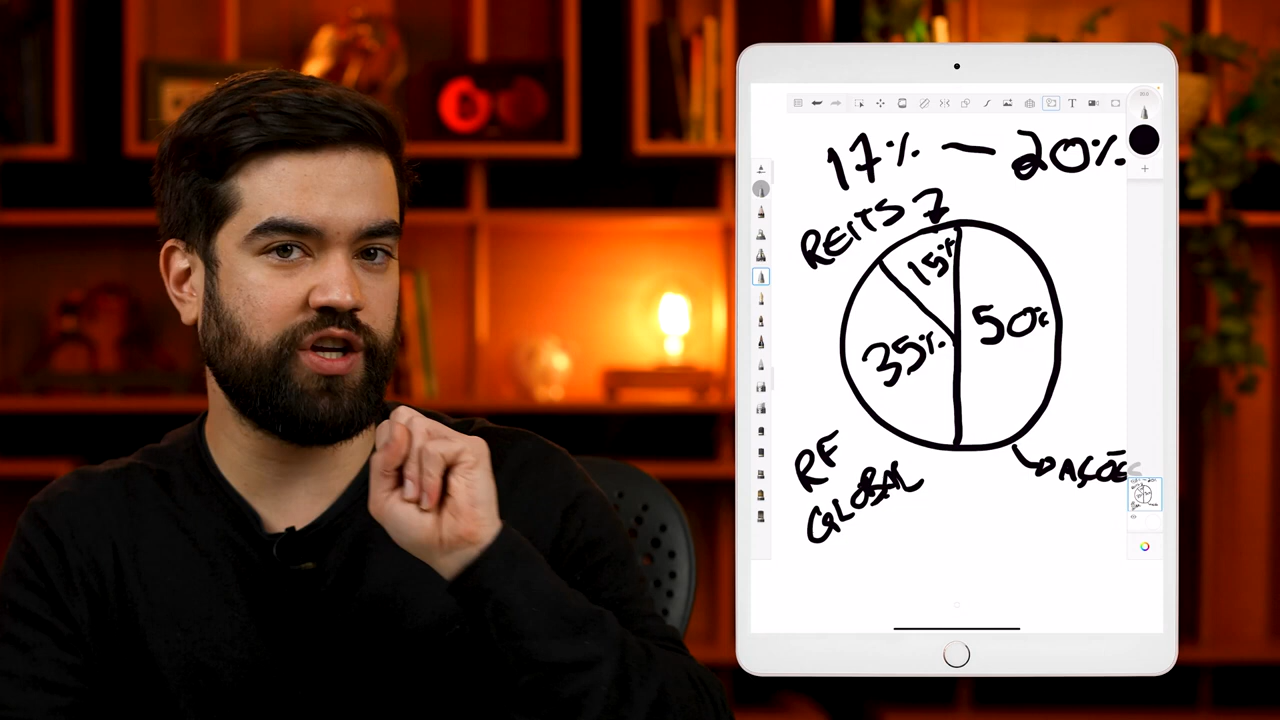 17% — 20%
REITS
15%
50%
35%
RF
GLOBAL
AÇÕES